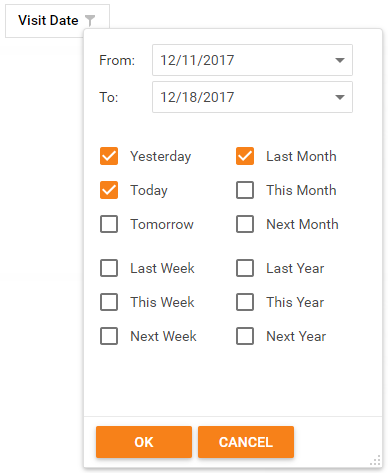 Visit Date
From: 12/11/2017
To: 12/18/2017
Yesterday Last Month
Today This Month
Tomorrow Next Month
Last Week Last Year
This Week This Year
Next Week Next Year
OK CANCEL